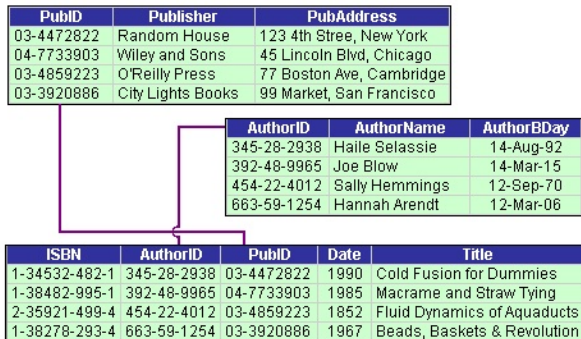 PubID Publisher PubAddress
03-4472822 Random House 123 4th Stree, New York
04-7733903 Wiley and Sons 45 Lincoln Blvd, Chicago
03-4859223 O'Reilly Press 77 Boston Ave, Cambridge
03-3920886 City Lights Books 99 Market, San Francisco
AuthorID AuthorName AuthorBDay
345-28-2938 Haile Selassie 14-Aug-92
392-48-9965 Joe Blow 14-Mar-15
454-22-4012 Sally Hemmings 12-Sep-70
663-59-1254 Hannah Arendt 12-Mar-06
ISBN AuthorID PubID Date Title
1-34532-482-1 345-28-2938 03-4472822 1990 Cold Fusion for Dummies
1-38482-995-1 392-48-9965 04-7733903 1985 Macrame and Straw Tying
2-35921-499-4 454-22-4012 03-4859223 1852 Fluid Dynamics of Aquaducts
1-38278-293-4 663-59-1254 03-3920886 1967 Beads, Baskets & Revolution